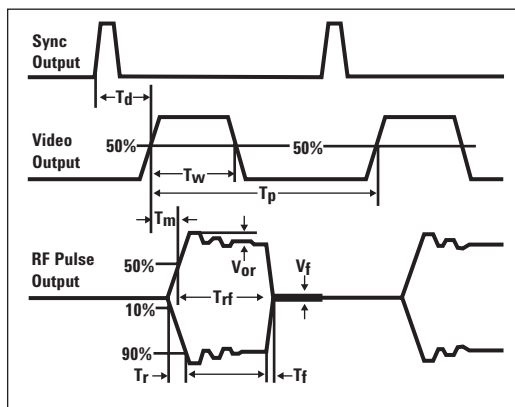 Sync
Output
Td
Video
Output
50%
50%
Tw
Tp
Tm
RF Pulse
Output
50%
Vor
Vf
Trf
10%
90%
Tr
Tf